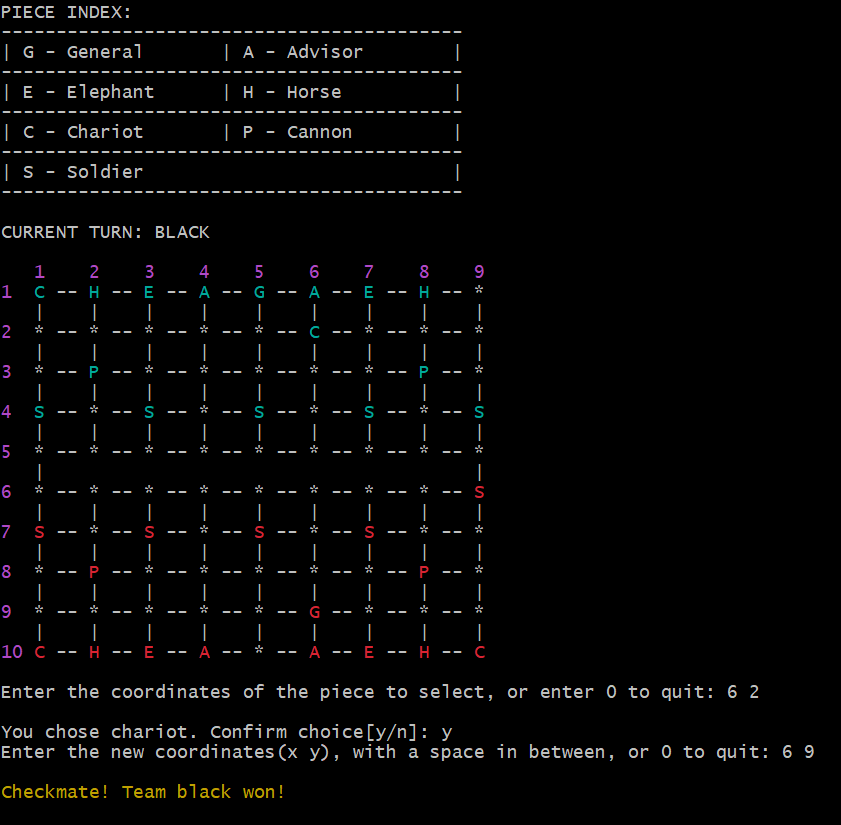 PIECE INDEX:
------------------------------------------
| G - General       | A - Advisor        |
------------------------------------------
| E - Elephant      | H - Horse          |
------------------------------------------
| C - Chariot       | P - Cannon         |
------------------------------------------
| S - Soldier                            |
------------------------------------------
CURRENT TURN: BLACK
   1    2    3    4    5    6    7    8    9
1  C -- H -- E -- A -- G -- A -- E -- H -- *
   |    |    |    |    |    |    |    |    |
2  * -- * -- * -- * -- * -- C -- * -- * -- *
   |    |    |    |    |    |    |    |    |
3  * -- P -- * -- * -- * -- * -- * -- P -- *
   |    |    |    |    |    |    |    |    |
4  S -- * -- S -- * -- S -- * -- S -- * -- S
   |    |    |    |    |    |    |    |    |
5  * -- * -- * -- * -- * -- * -- * -- * -- *
   |                                       |
6  * -- * -- * -- * -- * -- * -- * -- * -- S
   |    |    |    |    |    |    |    |    |
7  S -- * -- S -- * -- S -- * -- S -- * -- *
   |    |    |    |    |    |    |    |    |
8  * -- P -- * -- * -- * -- * -- * -- P -- *
   |    |    |    |    |    |    |    |    |
9  * -- * -- * -- * -- * -- G -- * -- * -- *
   |    |    |    |    |    |    |    |    |
10 C -- H -- E -- A -- * -- A -- E -- H -- C
Enter the coordinates of the piece to select, or enter 0 to quit: 6 2
You chose chariot. Confirm choice[y/n]: y
Enter the new coordinates(x y), with a space in between, or 0 to quit: 6 9
Checkmate! Team black won!